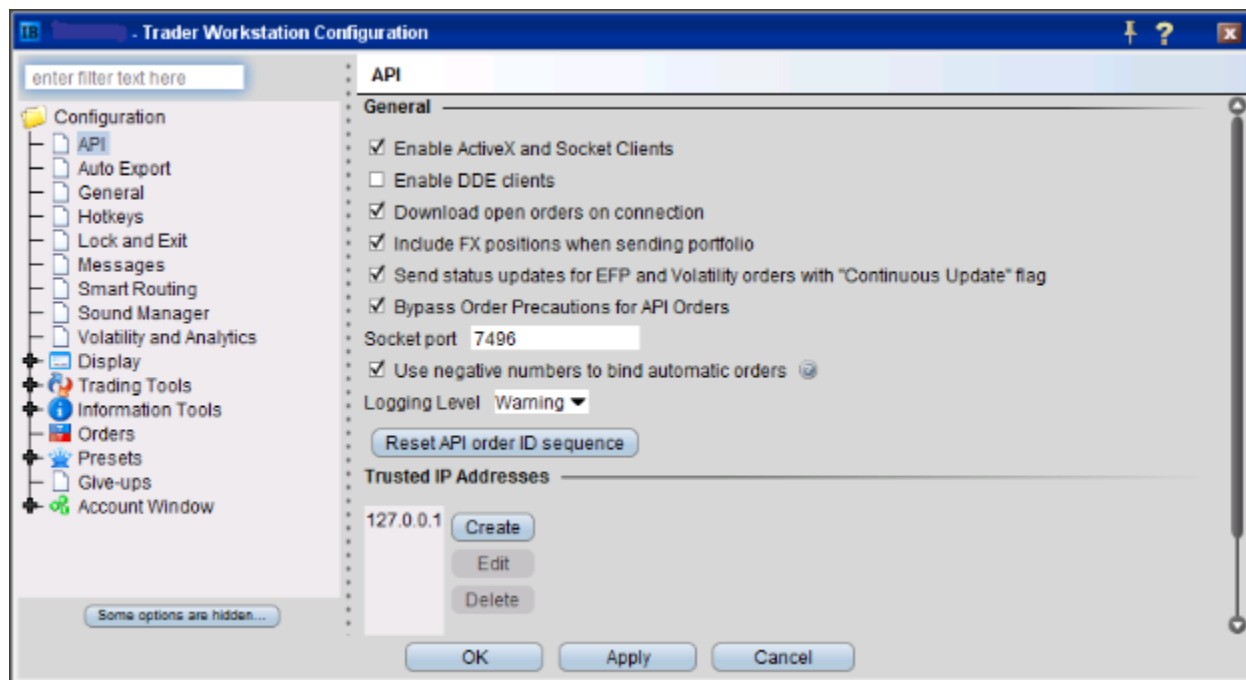 IB - Trader Workstation Configuration ?
enter filter text here
Configuration
API
Auto Export
General
Hotkeys
Lock and Exit
Messages
Smart Routing
Sound Manager
Volatility and Analytics
Display
Trading Tools
Information Tools
Orders
Presets
Give-ups
Account Window
Some options are hidden...
API
General
Enable ActiveX and Socket Clients
Enable DDE clients
Download open orders on connection
Include FX positions when sending portfolio
Send status updates for EFP and Volatility orders with "Continuous Update" flag
Bypass Order Precautions for API Orders
Socket port 7496
Use negative numbers to bind automatic orders
Logging Level Warning
Reset API order ID sequence
Trusted IP Addresses
127.0.0.1 Create
Edit
Delete
OK Apply Cancel